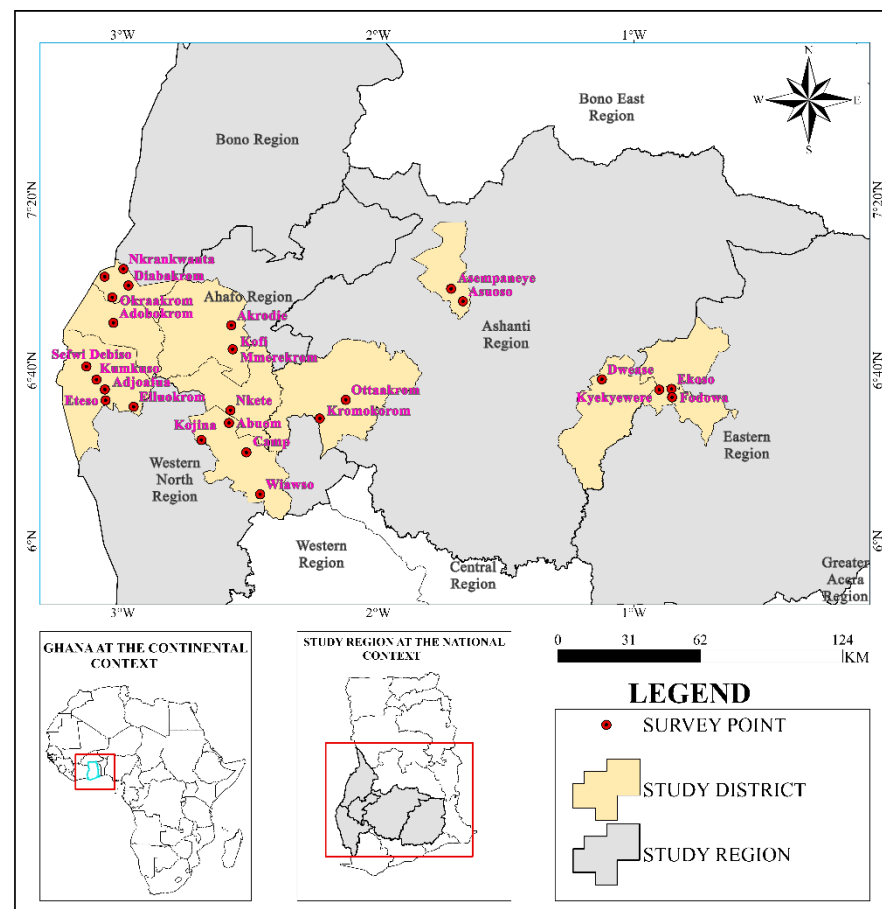 3°W
2°W
1°W
N
W
E
S
Bono East
Region
Bono Region
7°20'N
7°20'N
Nkrankwanta
Diabokrom
Okraakrom
Adobokrom
Ahafo Region
Akrodie
Kofi
Mmerekrom
Asempaneye
Asuoso
Ashanti
Region
6°40'N
6°40'N
Sefwi Debiso
Kumkuso
Adjoafua
Eteso
Elluokrom
Nkete
Abuom
Kojina
Camp
Wiawso
Ottaakrom
Kromokorom
Dwease
Kyekyewere
Ekoso
Fodowa
Eastern
Region
Western
North
Region
Western
Region
Central
Region
Greater
Accra
Region
6°N
6°N
3°W
2°W
1°W
GHANA AT THE CONTINENTAL
CONTEXT
STUDY REGION AT THE NATIONAL
CONTEXT
0 31 62 124
KM
LEGEND
SURVEY POINT
STUDY DISTRICT
STUDY REGION